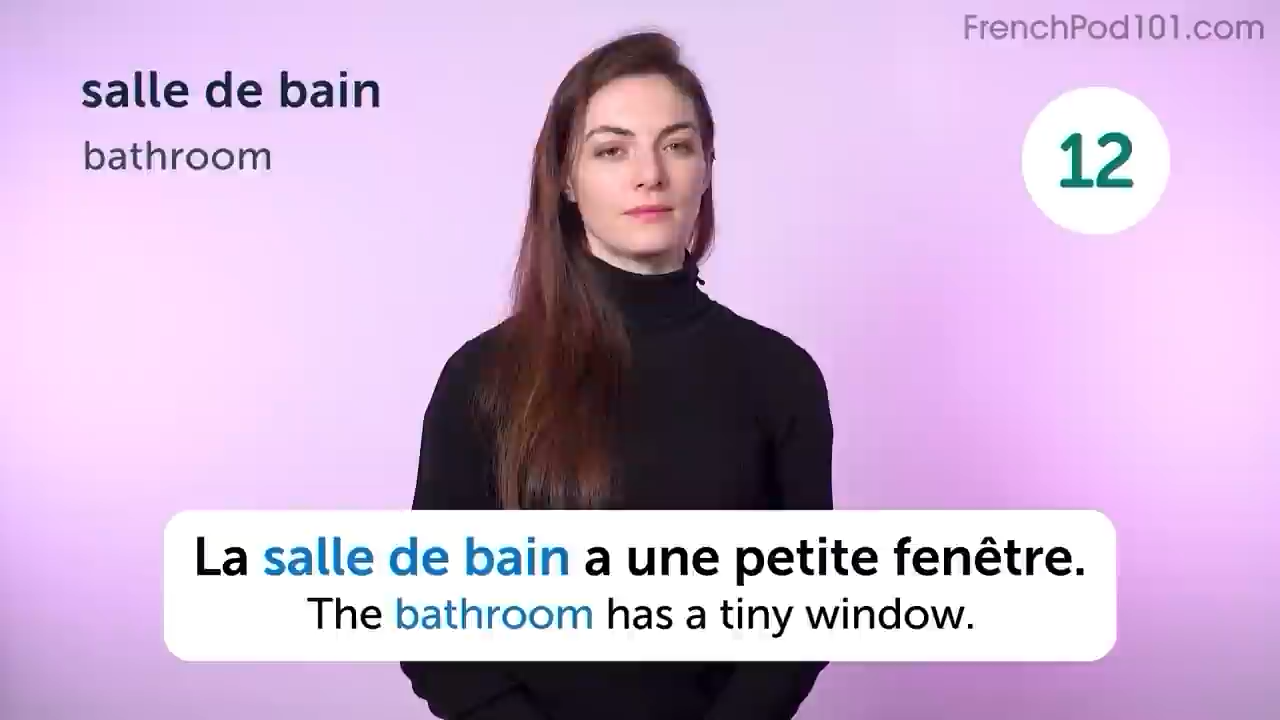 FrenchPod101.com
salle de bain
bathroom
12
La salle de bain a une petite fenêtre.
The bathroom has a tiny window.